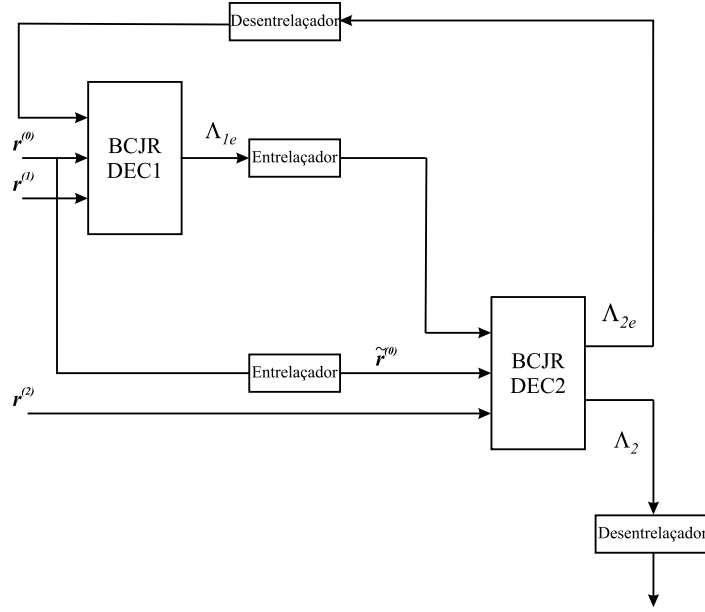 Desentrelaçador
r(0)
r(1)
BCJR
DEC1
Λ1e
Entrelaçador
Entrelaçador
r̃(0)
r(2)
BCJR
DEC2
Λ2e
Λ2
Desentrelaçador